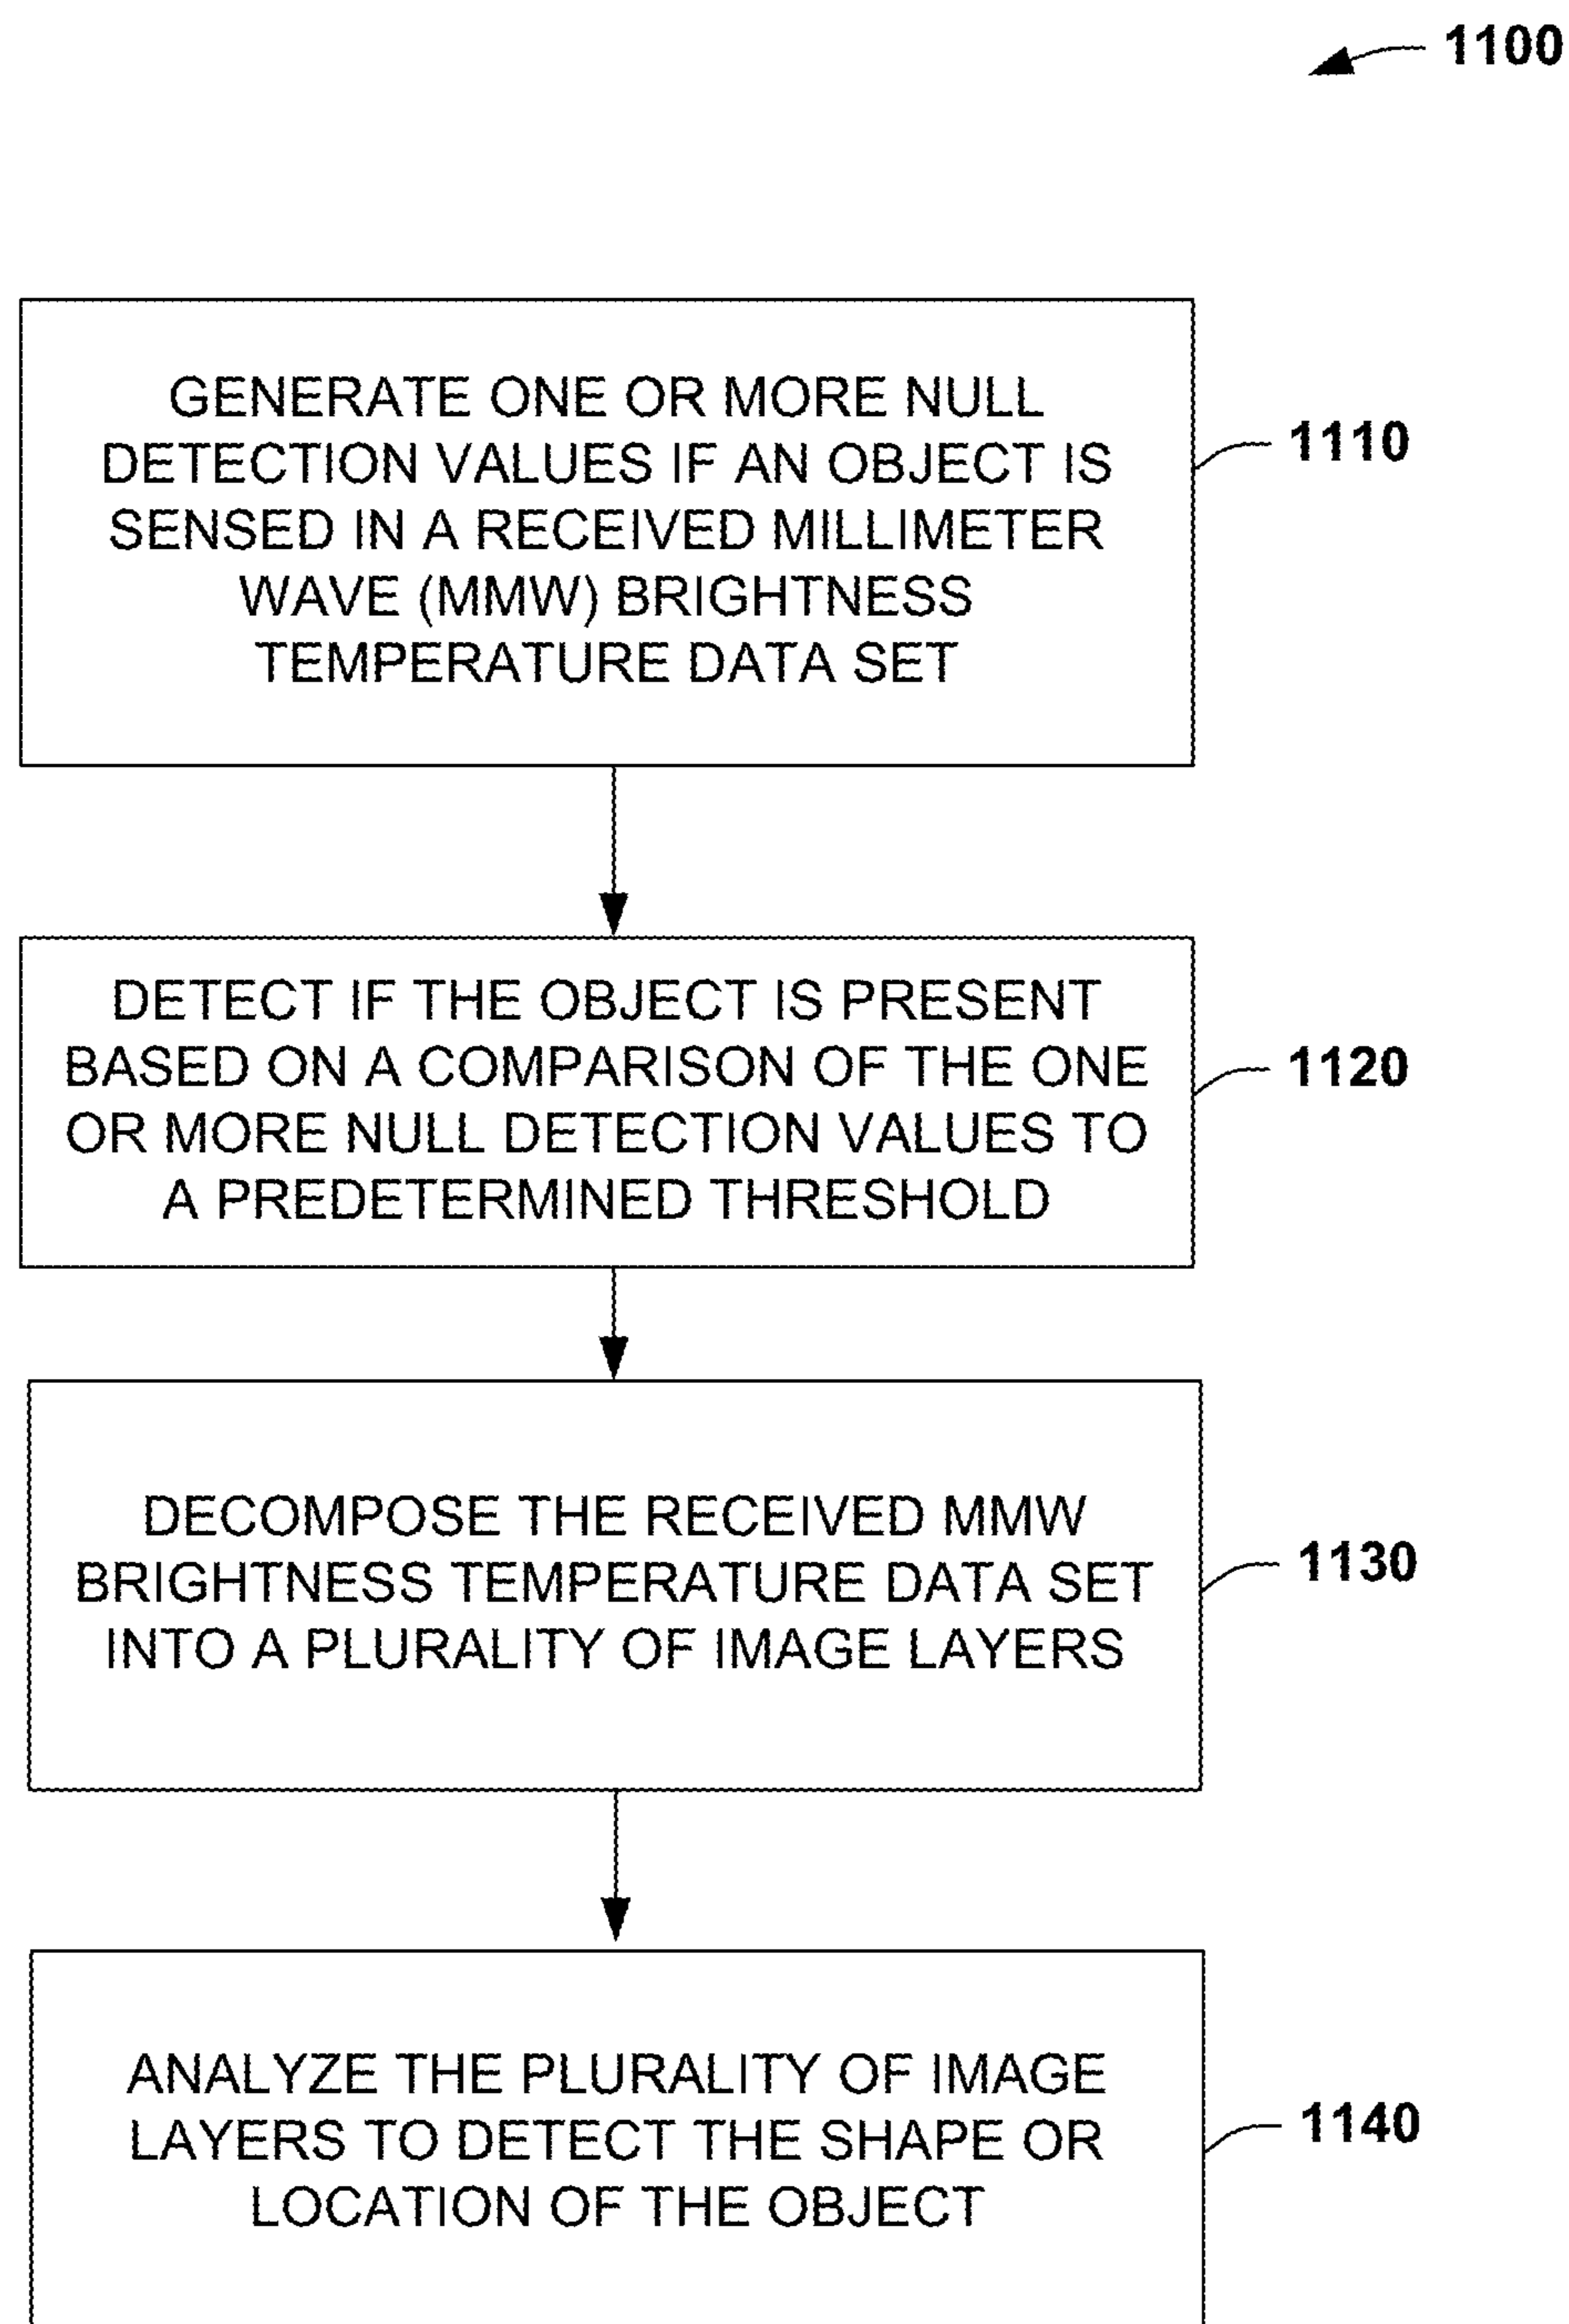 1100
GENERATE ONE OR MORE NULL
DETECTION VALUES IF AN OBJECT IS
SENSED IN A RECEIVED MILLIMETER
WAVE (MMW) BRIGHTNESS
TEMPERATURE DATA SET
1110
DETECT IF THE OBJECT IS PRESENT
BASED ON A COMPARISON OF THE ONE
OR MORE NULL DETECTION VALUES TO
A PREDETERMINED THRESHOLD
1120
DECOMPOSE THE RECEIVED MMW
BRIGHTNESS TEMPERATURE DATA SET
INTO A PLURALITY OF IMAGE LAYERS
1130
ANALYZE THE PLURALITY OF IMAGE
LAYERS TO DETECT THE SHAPE OR
LOCATION OF THE OBJECT
1140